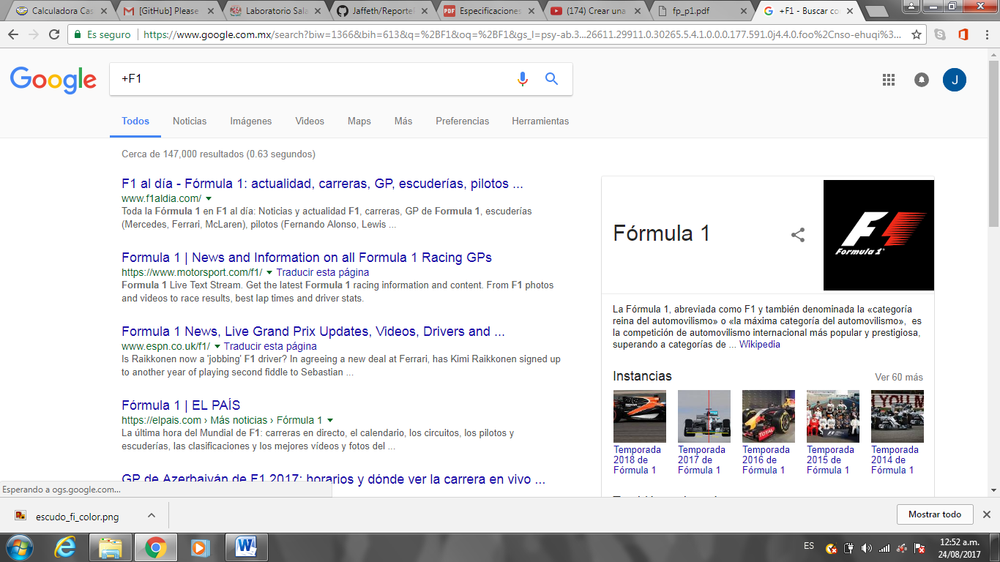 Calculadora Cas
[GitHub] Please
Laboratorio Sala
Jaffeth/Reporte
Especificaciones
(174) Crear una
fp_p1.pdf
+F1 - Buscar co
Es seguro
https://www.google.com.mx/search?biw=1366&bih=613&q=%2BF1&oq=%2BF1&gs_l=psy-ab.3...26611.29911.0.30265.5.4.1.0.0.0.177.591.0j4.4.0.foo%2Cnso-ehuqi%3...
Google
+F1
J
Todos Noticias Imágenes Videos Maps Más Preferencias Herramientas
Cerca de 147,000 resultados (0.63 segundos)
F1 al día - Fórmula 1: actualidad, carreras, GP, escuderías, pilotos ...
www.f1aldia.com/
Toda la Fórmula 1 en F1 al día: Noticias y actualidad F1, carreras, GP de Formula 1, escuderías
(Mercedes, Ferrari, McLaren), pilotos (Fernando Alonso, Lewis ...
Formula 1 | News and Information on all Formula 1 Racing GPs
https://www.motorsport.com/f1/ Traducir esta página
Formula 1 Live Text Stream. Get the latest Formula 1 racing information and content. From F1 photos
and videos to race results, best lap times and driver stats.
Formula 1 News, Live Grand Prix Updates, Videos, Drivers and ...
www.espn.co.uk/f1/ Traducir esta página
Is Raikkonen now a 'jobbing' F1 driver? In agreeing a new deal at Ferrari, has Kimi Raikkonen signed up
to another year of playing second fiddle to Sebastian ...
Fórmula 1 | EL PAÍS
https://elpais.com › Más noticias › Fórmula 1
La última hora del Mundial de F1: carreras en directo, el calendario, los circuitos, los pilotos y
escuderías, las clasificaciones y los mejores vídeos y fotos del ...
GP de Azerbaiyán de F1 2017: horarios y dónde ver la carrera en vivo ...
Fórmula 1
F1
Formula 1
La Fórmula 1, abreviada como F1 y también denominada la «categoría
reina del automovilismo» o «la máxima categoría del automovilismo», es
la competición de automovilismo internacional más popular y prestigiosa,
superando a categorías de ... Wikipedia
Instancias
Ver 60 más
YOU M
TOTAL
Temporada
2018 de
Fórmula 1
Temporada
2017 de
Fórmula 1
Temporada
2016 de
Fórmula 1
Temporada
2015 de
Fórmula 1
Temporada
2014 de
Fórmula 1
Esperando a ogs.google.com...
escudo_fi_color.png
Mostrar todo
ES
12:52 a.m.
24/08/2017